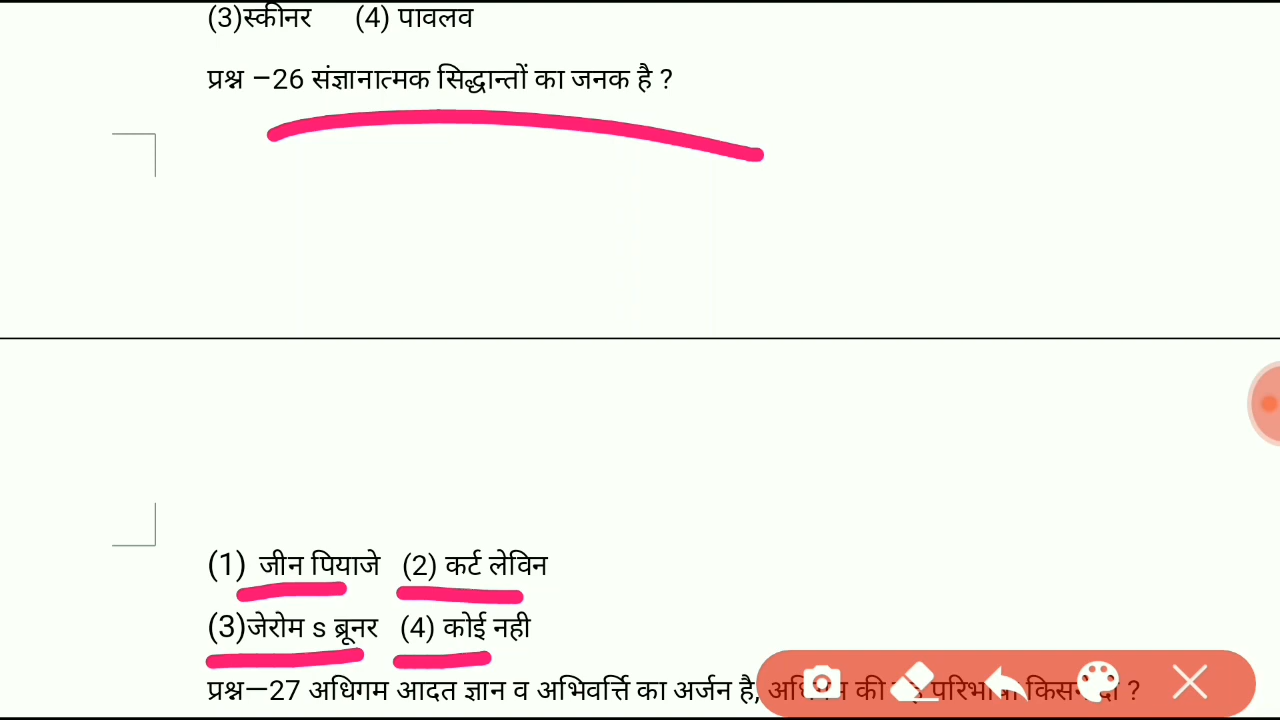 (3)स्कीनर (4) पावलव
प्रश्न –26 संज्ञानात्मक सिद्धान्तों का जनक है ?
(1) जीन पियाजे (2) कर्ट लेविन
(3)जेरोम s ब्रूनर (4) कोई नही
प्रश्न—27 अधिगम आदत ज्ञान व अभिवर्त्ति का अर्जन है, की ?